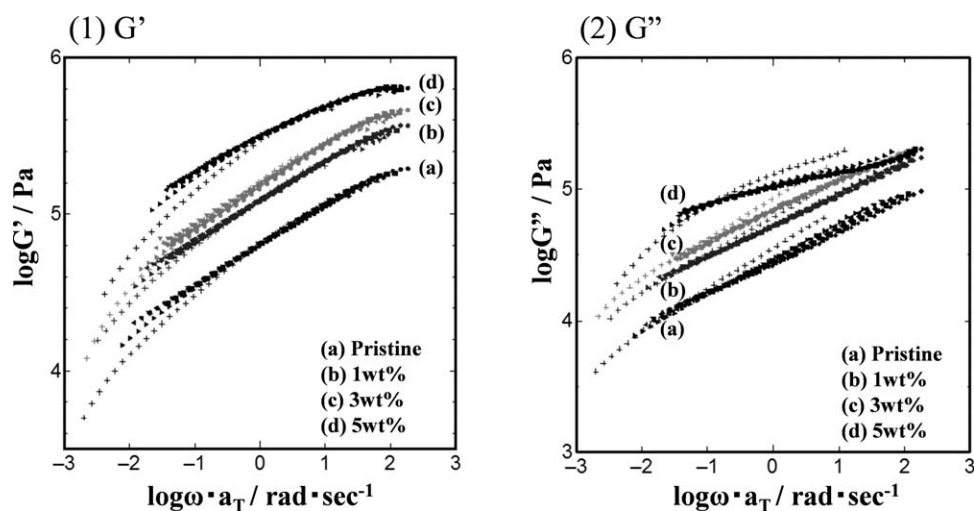 (1) G’
6
5
4
logG’ / Pa
(d)
(c)
(b)
(a)
(a) Pristine
(b) 1wt%
(c) 3wt%
(d) 5wt%
−3 −2 −1 0 1 2 3
logω・aT / rad・sec-1
(2) G’’
6
5
4
3
logG’’ / Pa
(d)
(c)
(b)
(a)
(a) Pristine
(b) 1wt%
(c) 3wt%
(d) 5wt%
−3 −2 −1 0 1 2 3
logω・aT / rad・sec-1